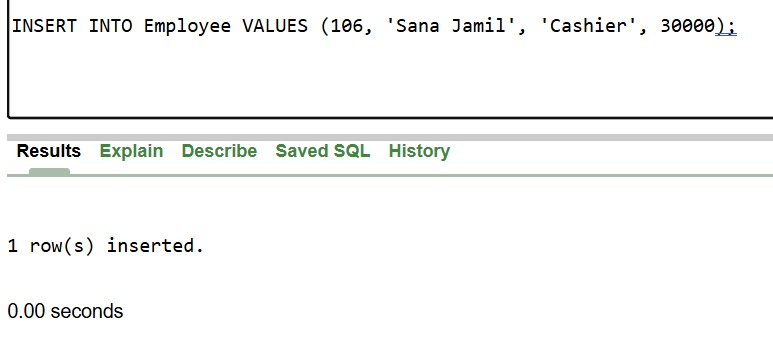 INSERT INTO Employee VALUES (106, 'Sana Jamil', 'Cashier', 30000);
Results Explain Describe Saved SQL History
1 row(s) inserted.
0.00 seconds